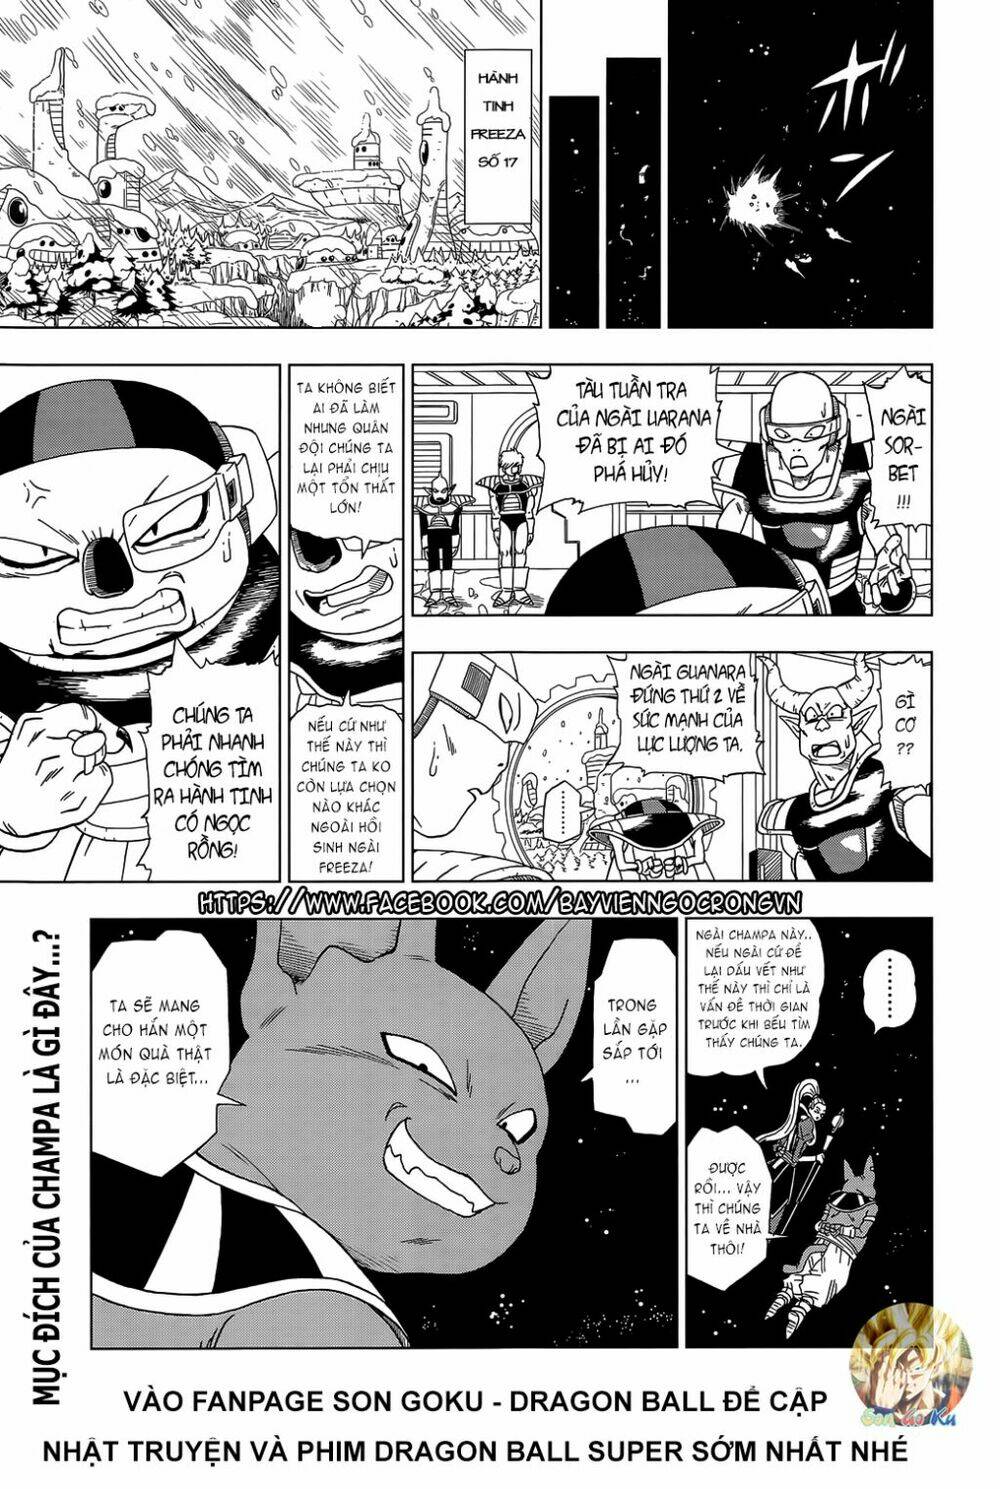 ボン
HÀNH
TINH
FREEZA
SỐ 17
NGÀI
SOR-
BET
!!!
TÀU TUẦN TRA
CỦA NGÀI UARANA
ĐÃ BỊ AI ĐÓ
PHÁ HỦY!
TA KHÔNG BIẾT
AI ĐÃ LÀM
NHƯNG QUÂN
ĐỘI CHÚNG TA
LẠI PHẢI CHỊU
MỘT TỔN THẤT
LỚN!
GÌ
CƠ
??
NGÀI GUANARA
ĐỨNG THỨ 2 VỀ
SỨC MẠNH CỦA
LỰC LƯỢNG TA.
.........
NẾU CỨ NHƯ
THẾ NÀY THÌ
CHÚNG TA KO
CÒN LỰA CHỌN
NÀO KHÁC
NGOÀI HỒI
SINH NGÀI
FREEZA!
CHÚNG TA
PHẢI NHANH
CHÓNG TÌM
RA HÀNH TINH
CÓ NGỌC
RỒNG!
HTTPS://WWW.FACEBOOK.COM/BAYVIENNGOCRONGVN
.........
NGÀI CHAMPA NÀY..
NẾU NGÀI CỨ ĐỂ
LẠI DẤU VẾT NHƯ
THẾ NÀY THÌ CHỈ LÀ
VẤN ĐỀ THỜI GIAN
TRƯỚC KHI BẾU TÌM
THẤY CHÚNG TA.
ĐƯỢC
RỒI... VẬY
THÌ CHÚNG
TA VỀ NHÀ
THÔI!
TRONG
LẦN GẶP
SẮP TỚI
...
TA SẼ MANG
CHO HẮN MỘT
MÓN QUÀ THẬT
LÀ ĐẶC BIỆT...
MỤC ĐÍCH CỦA CHAMPA LÀ GÌ ĐÂY...?
Son Go Ku
VÀO FANPAGE SON GOKU - DRAGON BALL ĐỂ CẬP
NHẬT TRUYỆN VÀ PHIM DRAGON BALL SUPER SỚM NHẤT NHÉ